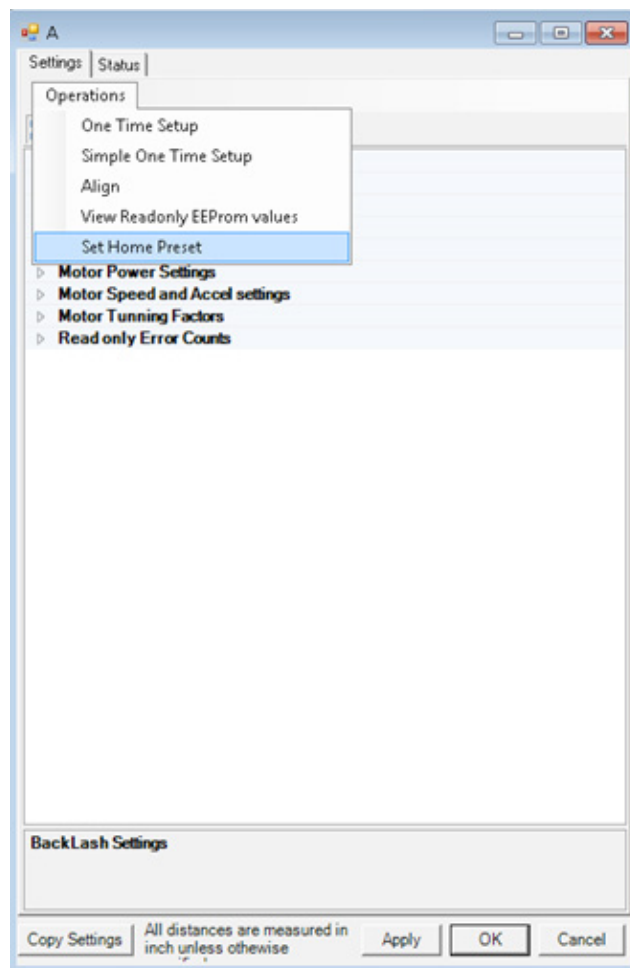 A
Settings
Status
Operations
One Time Setup
Simple One Time Setup
Align
View Readonly EEProm values
Set Home Preset
Motor Power Settings
Motor Speed and Accel settings
Motor Tunning Factors
Read only Error Counts
BackLash Settings
Copy Settings
All distances are measured in
inch unless othewise
Apply
OK
Cancel